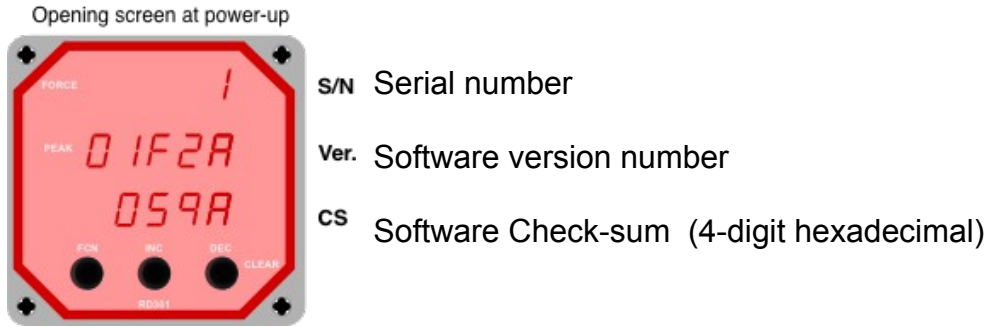 Opening screen at power-up
FORCE 1 S/N Serial number
PEAK 01F2A Ver. Software version number
059A CS Software Check-sum (4-digit hexadecimal)
FCN INC DEC
CLEAR
RD301